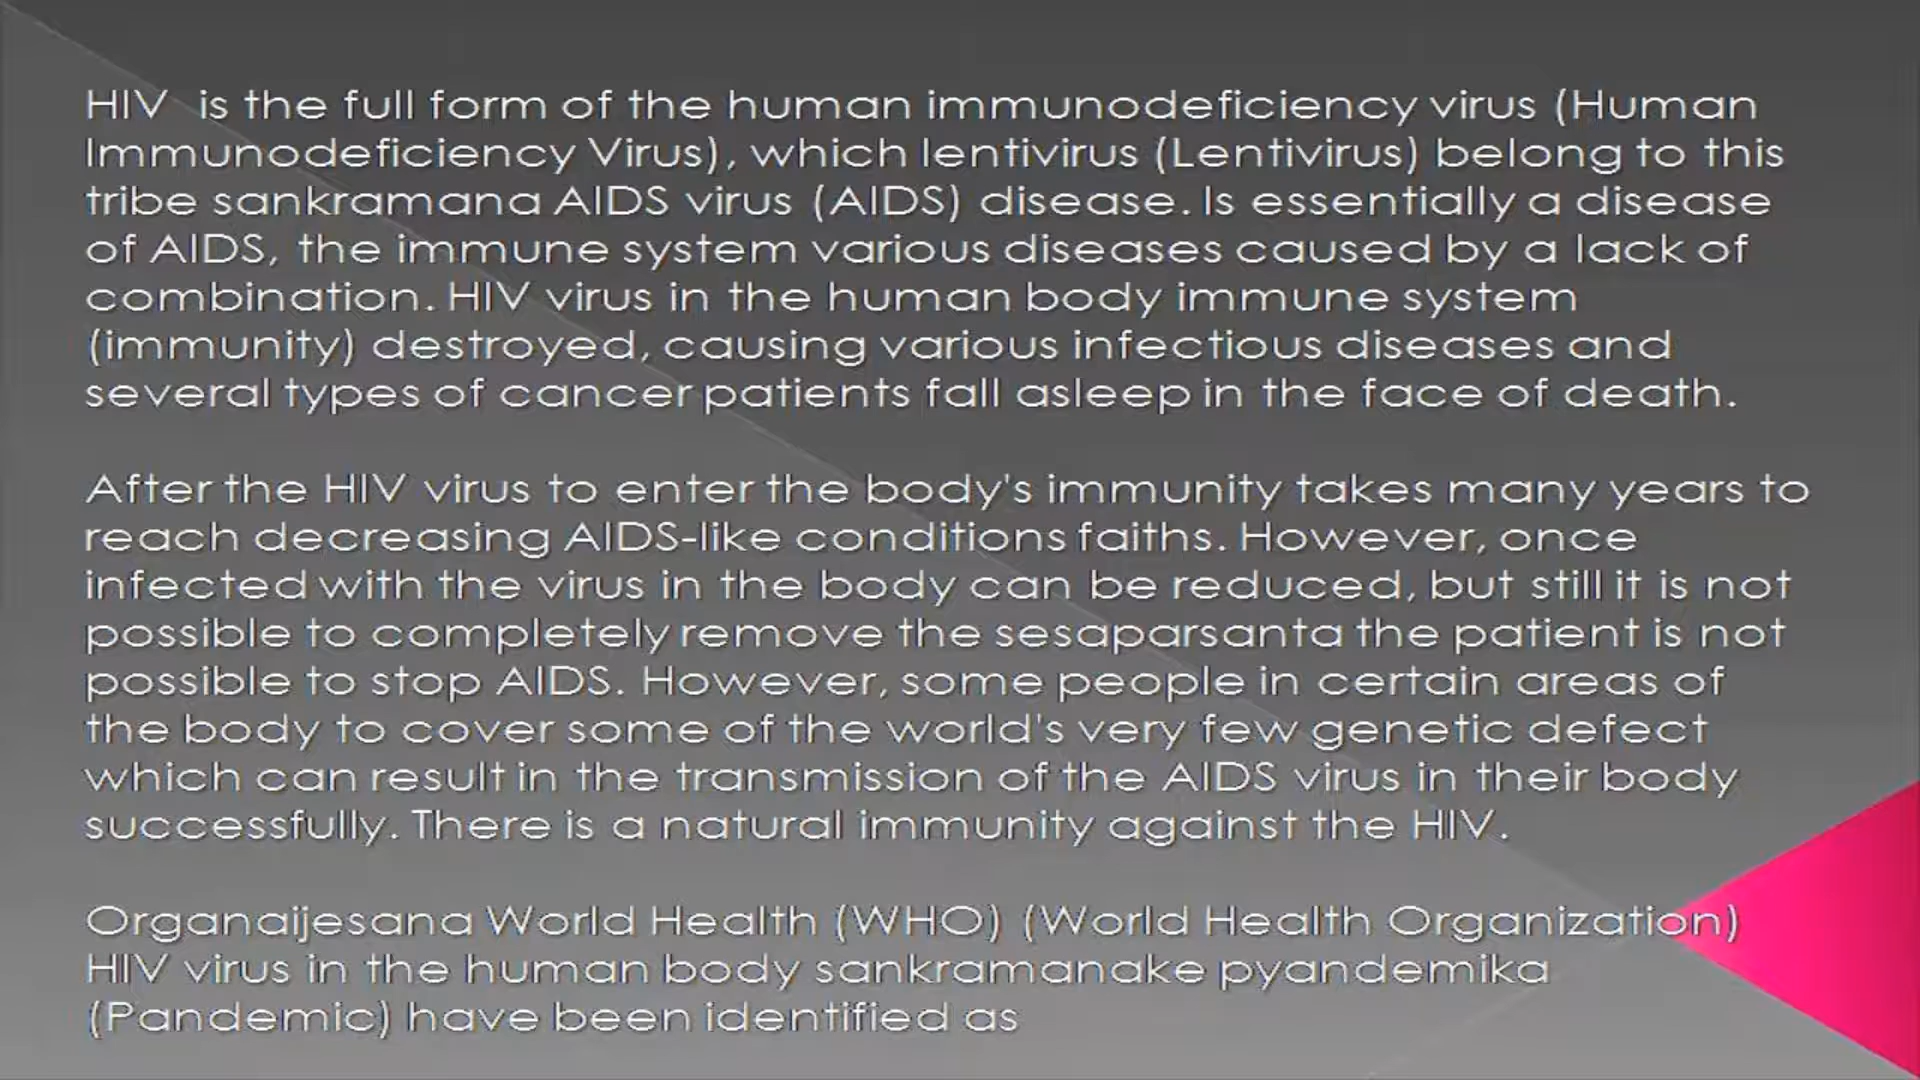 HIV is the full form of the human immunodeficiency virus (Human
Immunodeficiency Virus), which lentivirus (Lentivirus) belong to this
tribe sankramana AIDS virus (AIDS) disease. Is essentially a disease
of AIDS, the immune system various diseases caused by a lack of
combination. HIV virus in the human body immune system
(immunity) destroyed, causing various infectious diseases and
several types of cancer patients fall asleep in the face of death.
After the HIV virus to enter the body's immunity takes many years to
reach decreasing AIDS-like conditions faiths. However, once
infected with the virus in the body can be reduced, but still it is not
possible to completely remove the sesaparsanta the patient is not
possible to stop AIDS. However, some people in certain areas of
the body to cover some of the world's very few genetic defect
which can result in the transmission of the AIDS virus in their body
successfully. There is a natural immunity against the HIV.
Organaijesana World Health (WHO) (World Health Organization)
HIV virus in the human body sankramanake pyandemika
(Pandemic) have been identified as